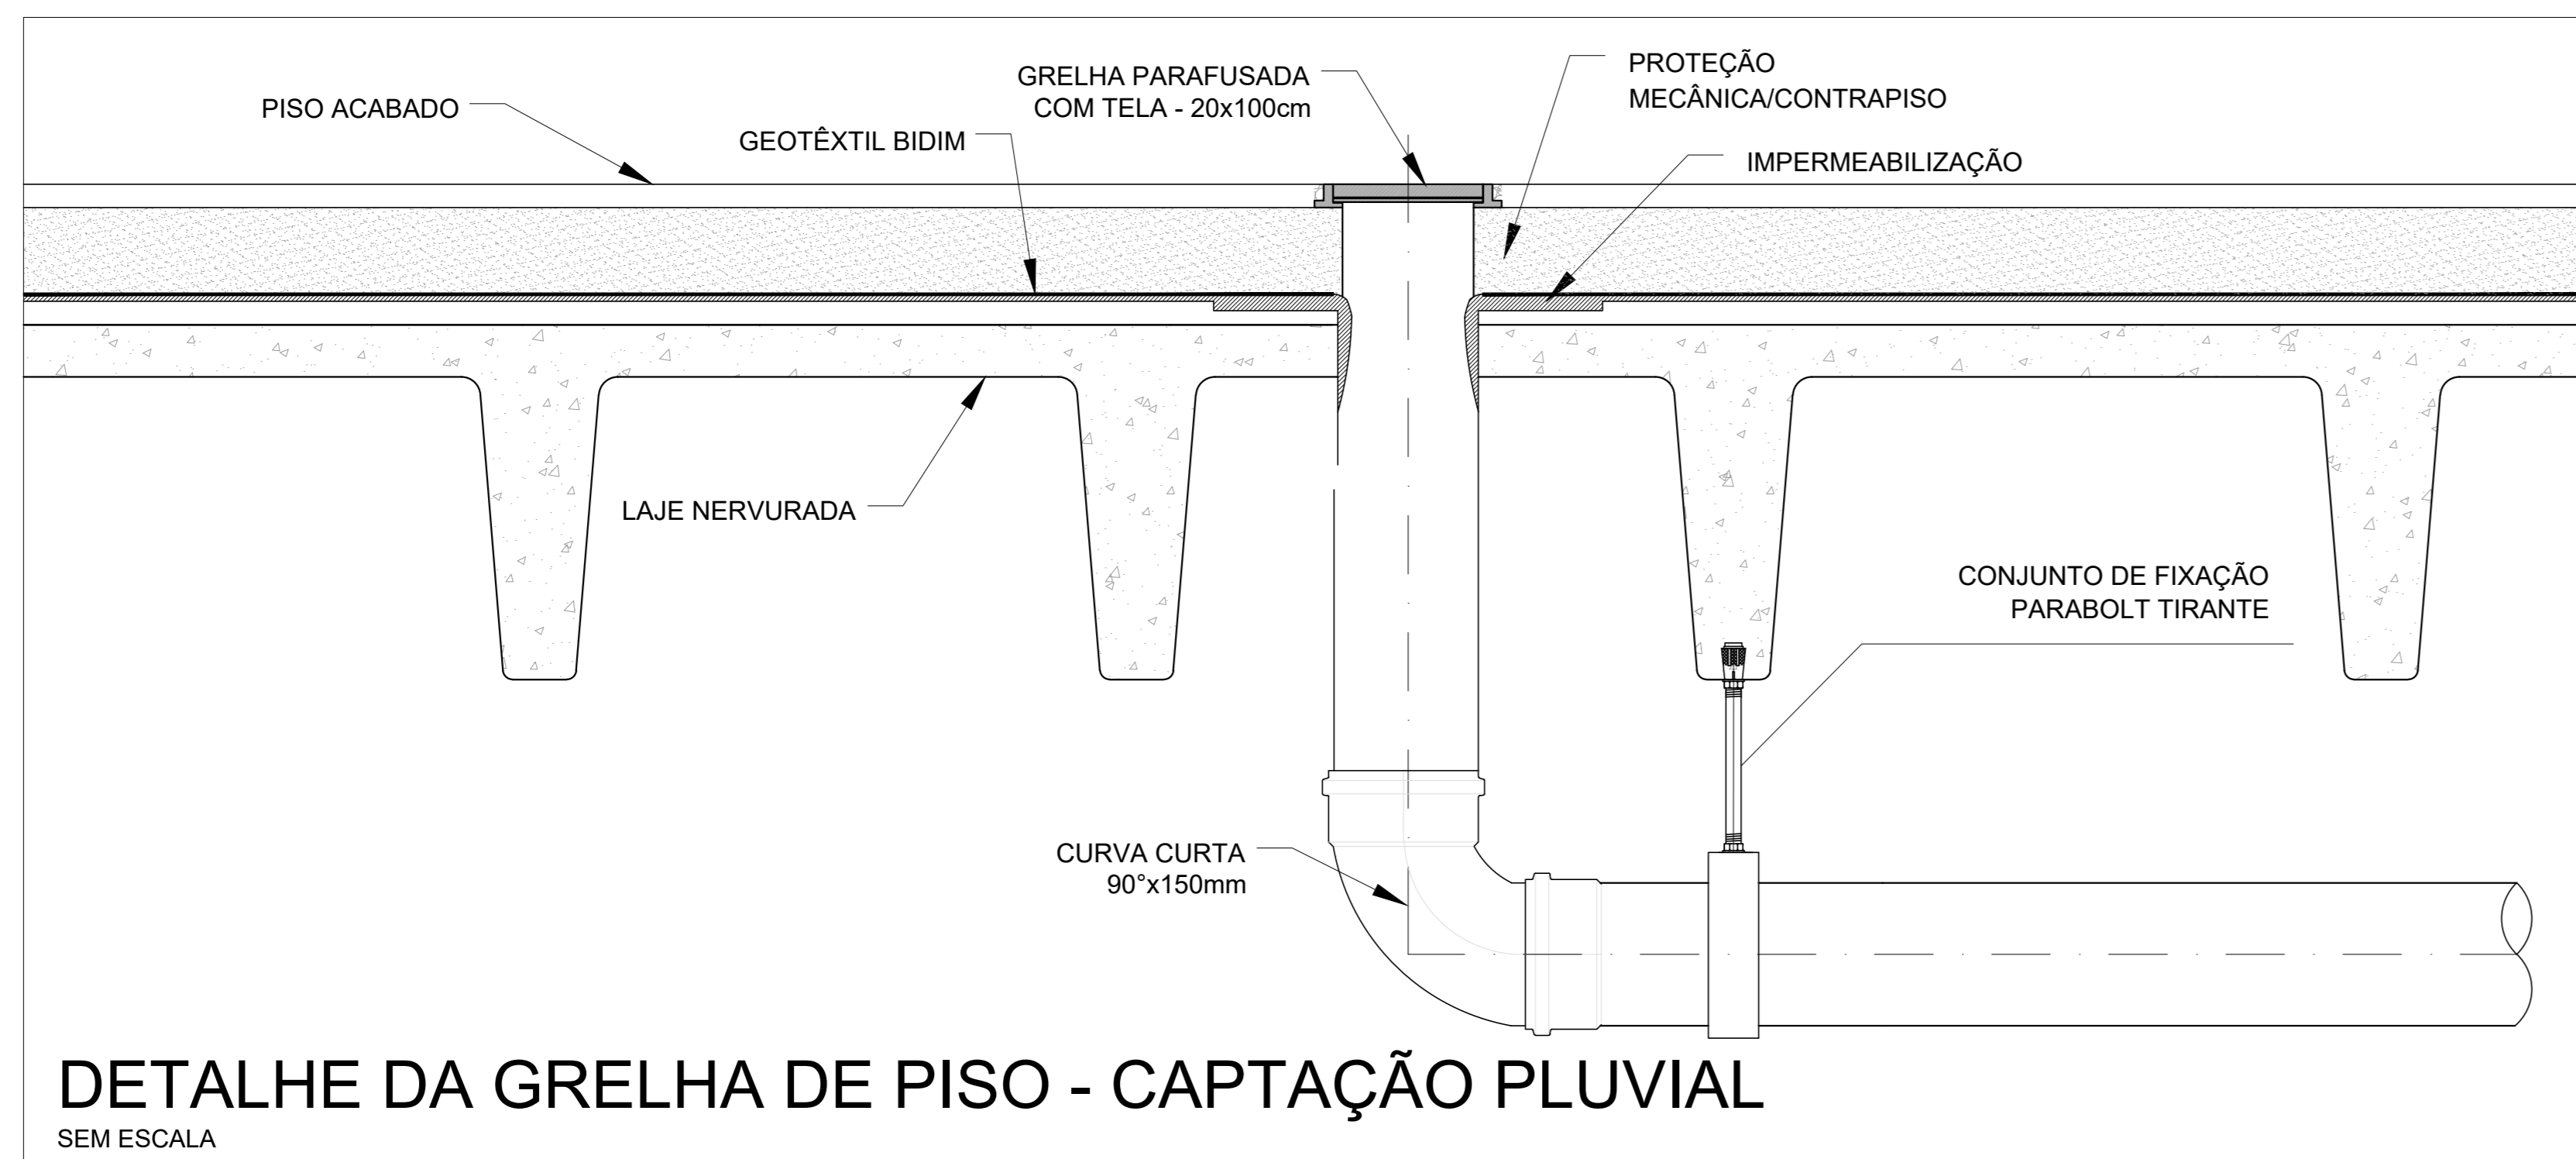 PISO ACABADO
GEOTÊXTIL BIDIM
GRELHA PARAFUSADA
COM TELA - 20x100cm
PROTEÇÃO
MECÂNICA/CONTRAPISO
IMPERMEABILIZAÇÃO
LAJE NERVURADA
CONJUNTO DE FIXAÇÃO
PARABOLT TIRANTE
CURVA CURTA
90°x150mm
DETALHE DA GRELHA DE PISO - CAPTAÇÃO PLUVIAL
SEM ESCALA